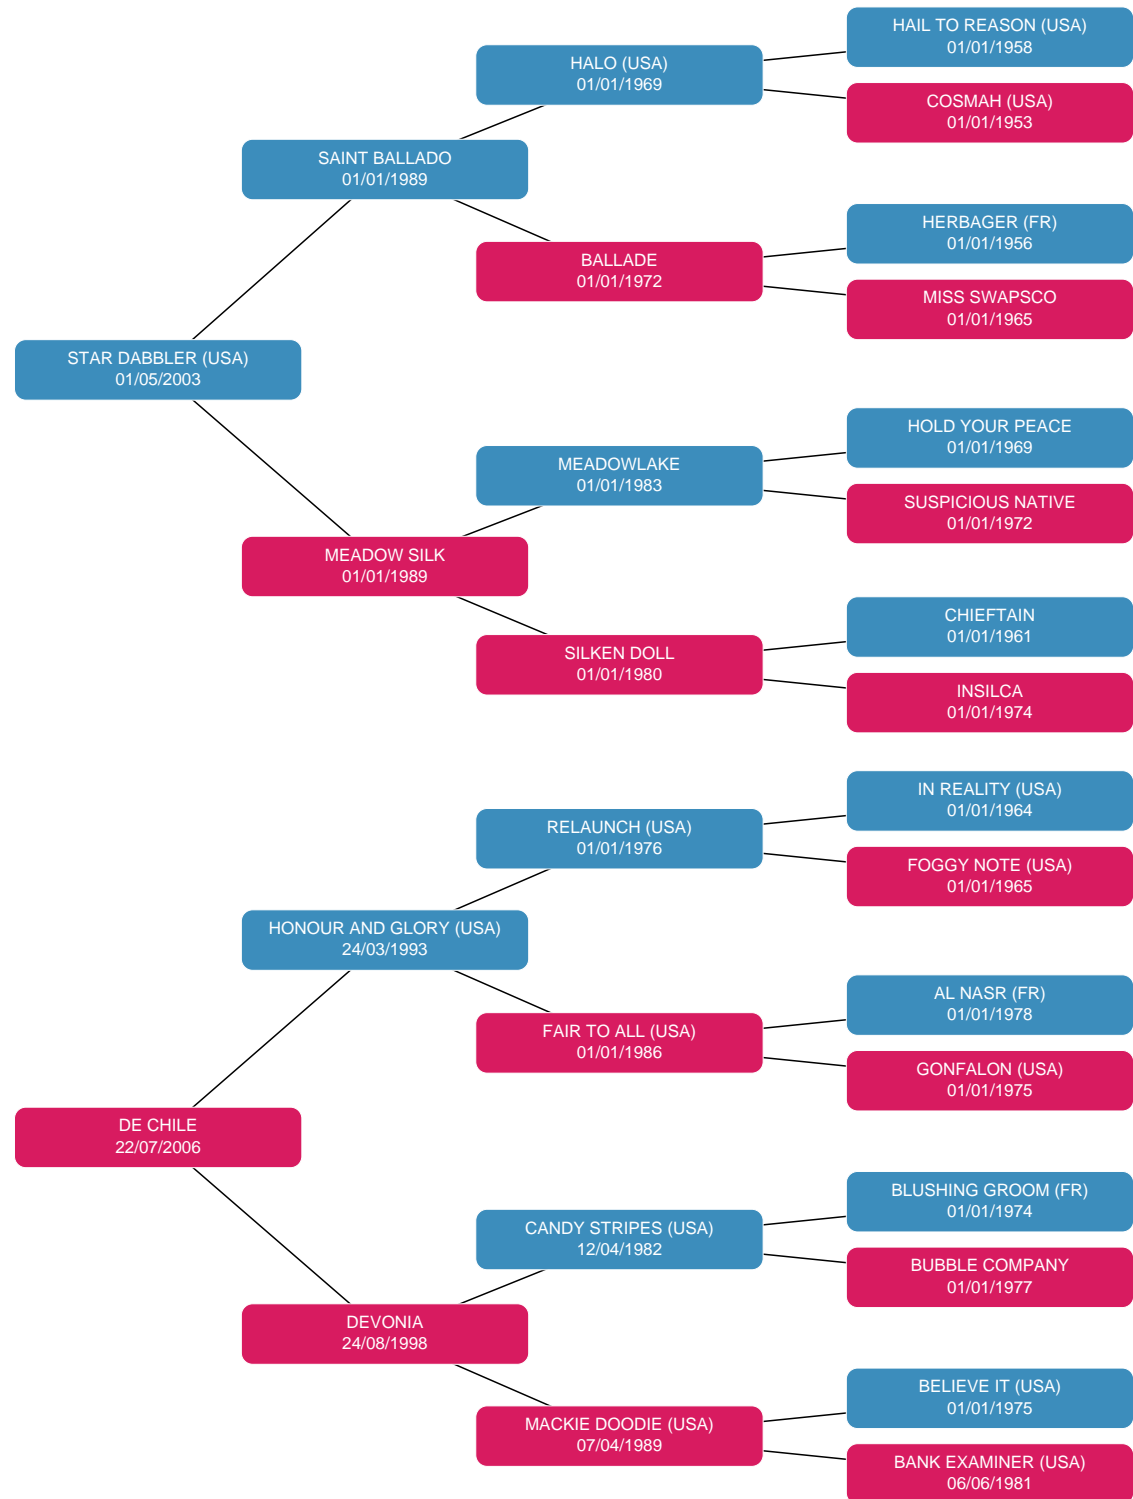 HAIL TO REASON (USA)
01/01/1958
HALO (USA)
01/01/1969
COSMAH (USA)
01/01/1953
SAINT BALLADO
01/01/1989
HERBAGER (FR)
01/01/1956
BALLADE
01/01/1972
MISS SWAPSCO
01/01/1965
STAR DABBLER (USA)
01/05/2003
HOLD YOUR PEACE
01/01/1969
MEADOWLAKE
01/01/1983
SUSPICIOUS NATIVE
01/01/1972
MEADOW SILK
01/01/1989
CHIEFTAIN
01/01/1961
SILKEN DOLL
01/01/1980
INSILCA
01/01/1974
IN REALITY (USA)
01/01/1964
RELAUNCH (USA)
01/01/1976
FOGGY NOTE (USA)
01/01/1965
HONOUR AND GLORY (USA)
24/03/1993
AL NASR (FR)
01/01/1978
FAIR TO ALL (USA)
01/01/1986
GONFALON (USA)
01/01/1975
DE CHILE
22/07/2006
BLUSHING GROOM (FR)
01/01/1974
CANDY STRIPES (USA)
12/04/1982
BUBBLE COMPANY
01/01/1977
DEVONIA
24/08/1998
BELIEVE IT (USA)
01/01/1975
MACKIE DOODIE (USA)
07/04/1989
BANK EXAMINER (USA)
06/06/1981